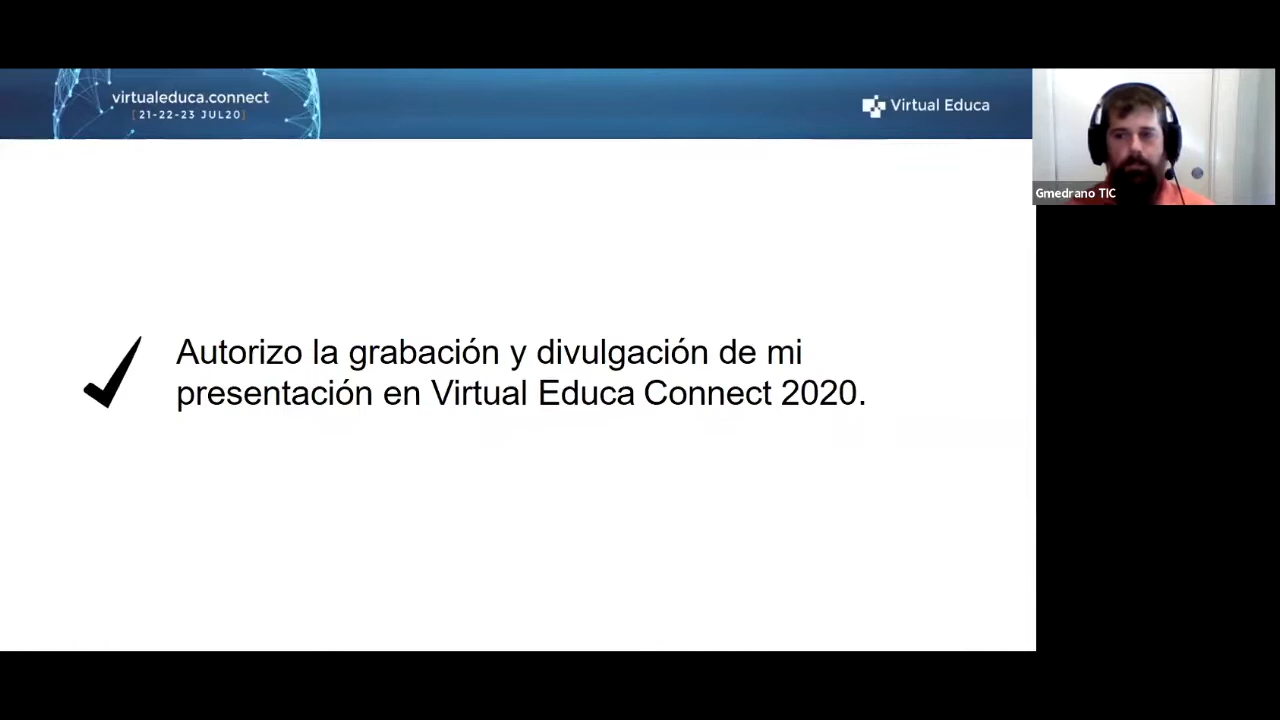 virtualeduca.connect
[21-22-23 JUL20]
Virtual Educa
Gmedrano TIC
Autorizo la grabación y divulgación de mi
presentación en Virtual Educa Connect 2020.